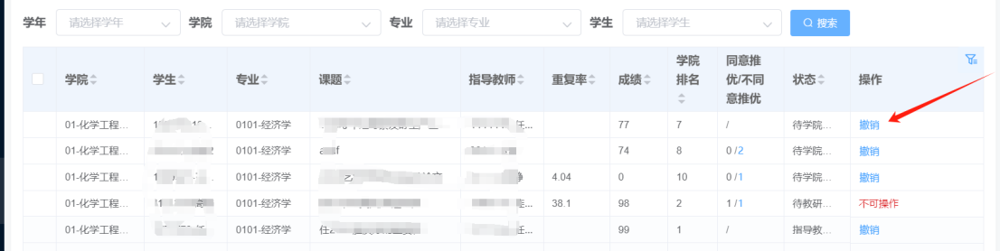 学年 请选择学年 学院 请选择学院 专业 请选择专业 学生 请选择学生 搜索
学院 学生 专业 课题 指导教师 重复率 成绩 学院排名 同意推优/不同意推优 状态 操作
01-化学工程... 0101-经济学 77 7 / 待学院... 撤销
01-化学工程... 0101-经济学 74 8 0 /2 待学院... 撤销
01-化学工程... 0101-经济学 4.04 0 10 0 /1 待学院... 撤销
01-化学工程... 0101-经济学 38.1 98 2 1 /1 待教研... 不可操作
01-化学工程... 0101-经济学 99 1 / 指导教... 撤销